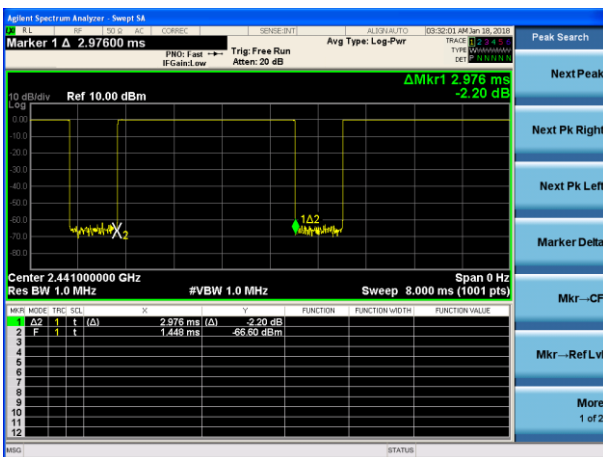 Agilent Spectrum Analyzer - Swept SA
RL RF 50 Ω AC CORREC SENSE:INT ALIGNAUTO 03:32:01 AM Jan 18, 2018
Marker 1 Δ 2.97600 ms
PNO: Fast
IFGain:Low
Trig: Free Run
Atten: 20 dB
Avg Type: Log-Pwr
TRACE 1 2 3 4 5 6
TYPE W
DET P N N N N N
Peak Search
Next Peak
Next Pk Right
Next Pk Left
Marker Delta
Mkr→CF
Mkr→Ref Lvl
More
1 of 2
ΔMkr1 2.976 ms
-2.20 dB
10 dB/div Ref 10.00 dBm
Log
0.00
-10.0
-20.0
-30.0
-40.0
-50.0
-60.0
-70.0
-80.0
X2
1Δ2
Center 2.441000000 GHz Span 0 Hz
Res BW 1.0 MHz #VBW 1.0 MHz Sweep 8.000 ms (1001 pts)
MKR MODE TRC SCL X Y FUNCTION FUNCTION WIDTH FUNCTION VALUE
1 Δ2 1 t (Δ) 2.976 ms (Δ) -2.20 dB
2 F 1 t 1.448 ms -66.60 dBm
3
4
5
6
7
8
9
10
11
12
MSG STATUS